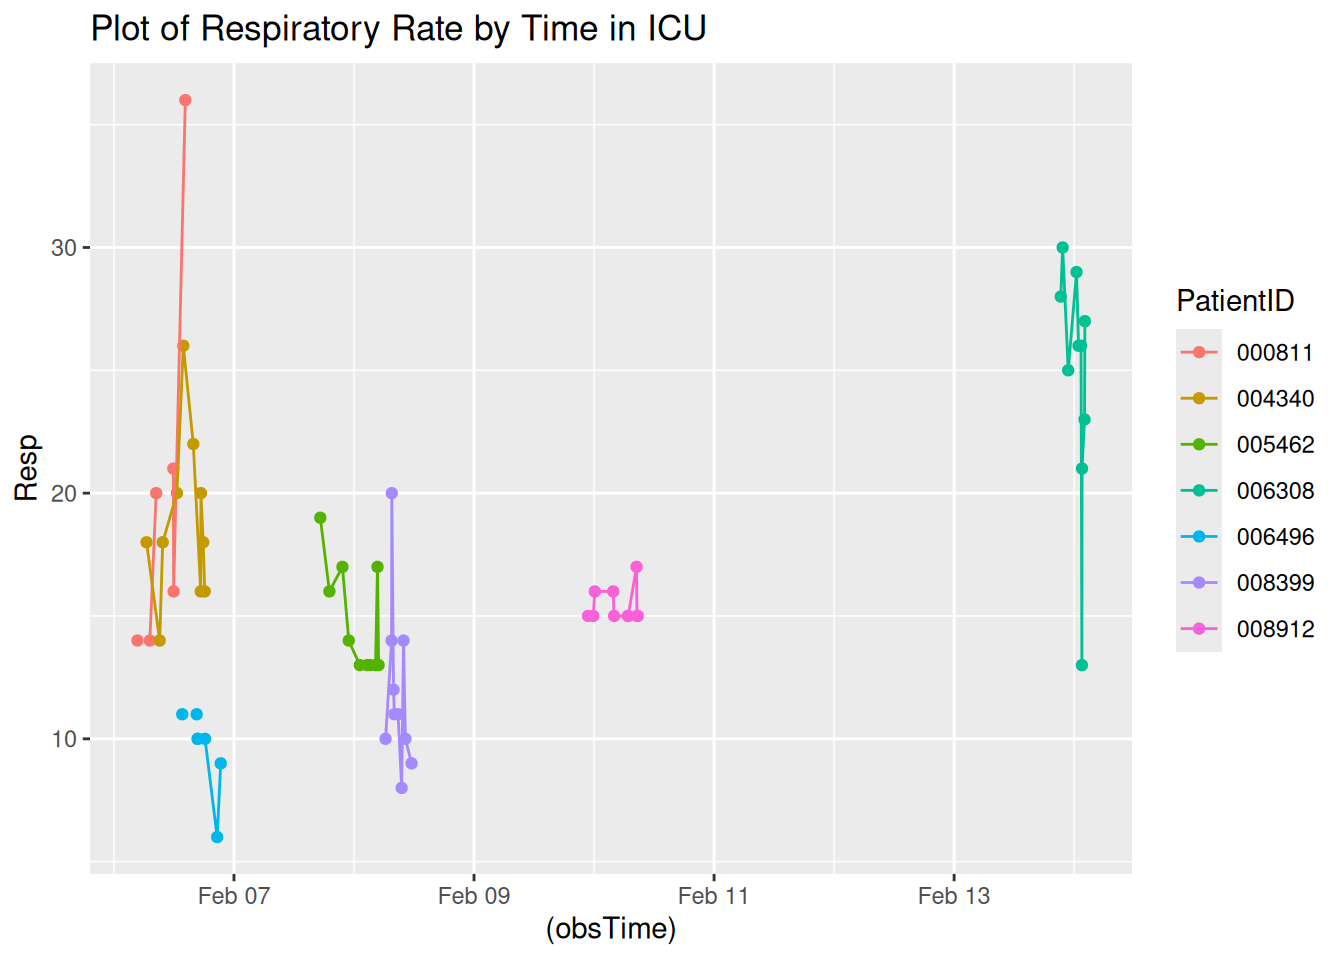 Plot of Respiratory Rate by Time in ICU
Resp
30
20
10
Feb 07
Feb 09
Feb 11
Feb 13
(obsTime)
PatientID
000811
004340
005462
006308
006496
008399
008912